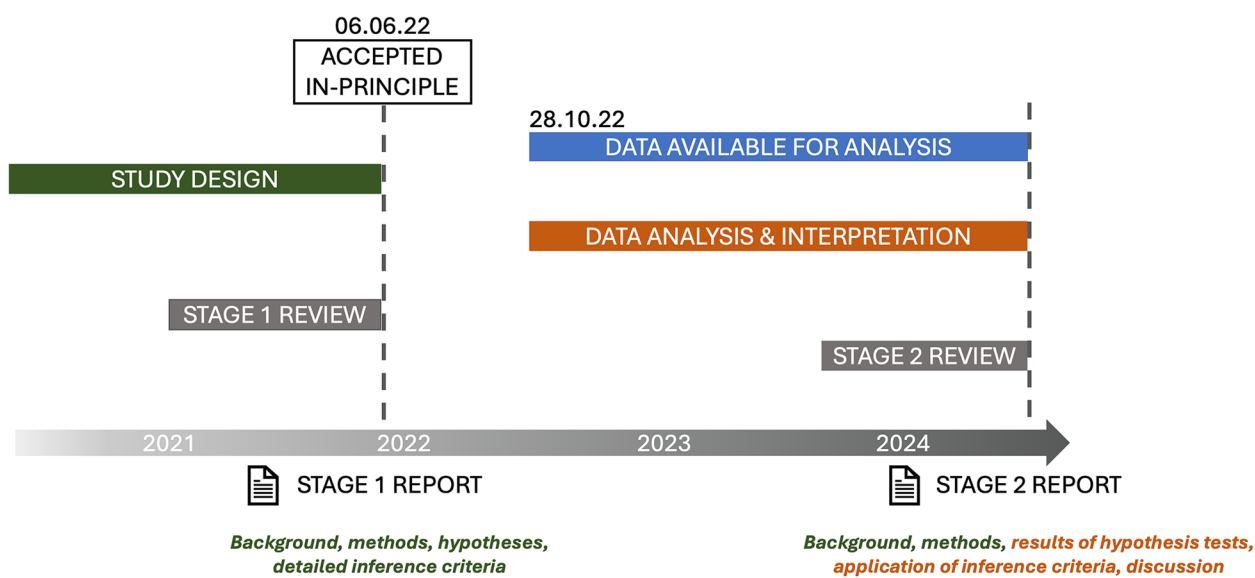 06.06.22
ACCEPTED
IN-PRINCIPLE
28.10.22
DATA AVAILABLE FOR ANALYSIS
STUDY DESIGN
DATA ANALYSIS & INTERPRETATION
STAGE 1 REVIEW
STAGE 2 REVIEW
2021 2022 2023 2024
STAGE 1 REPORT
STAGE 2 REPORT
Background, methods, hypotheses,
detailed inference criteria
Background, methods, results of hypothesis tests,
application of inference criteria, discussion